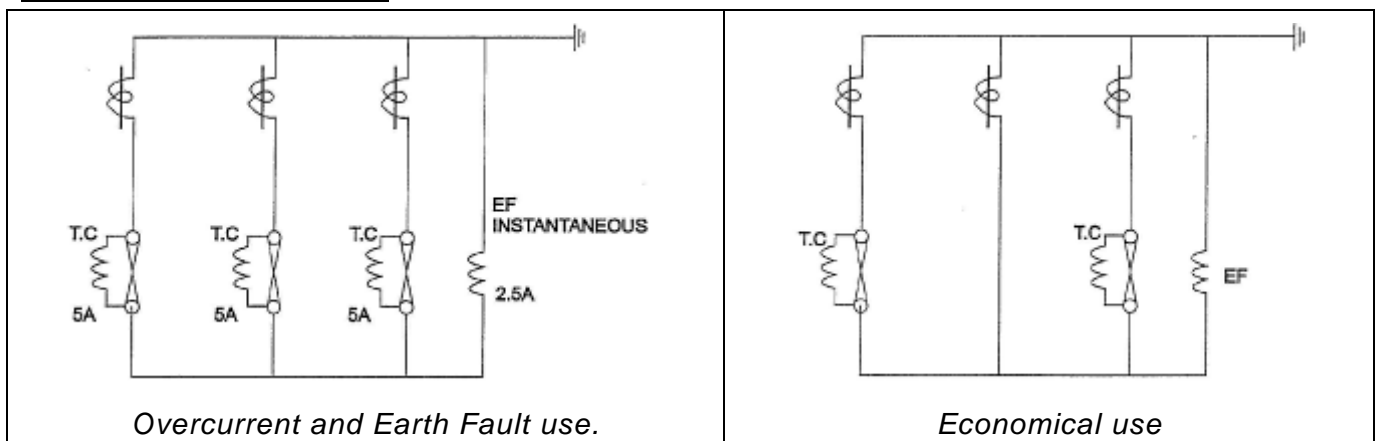 T.C
5A
T.C
5A
T.C
5A
EF
INSTANTANEOUS
2.5A
Overcurrent and Earth Fault use.
T.C
T.C
EF
Economical use